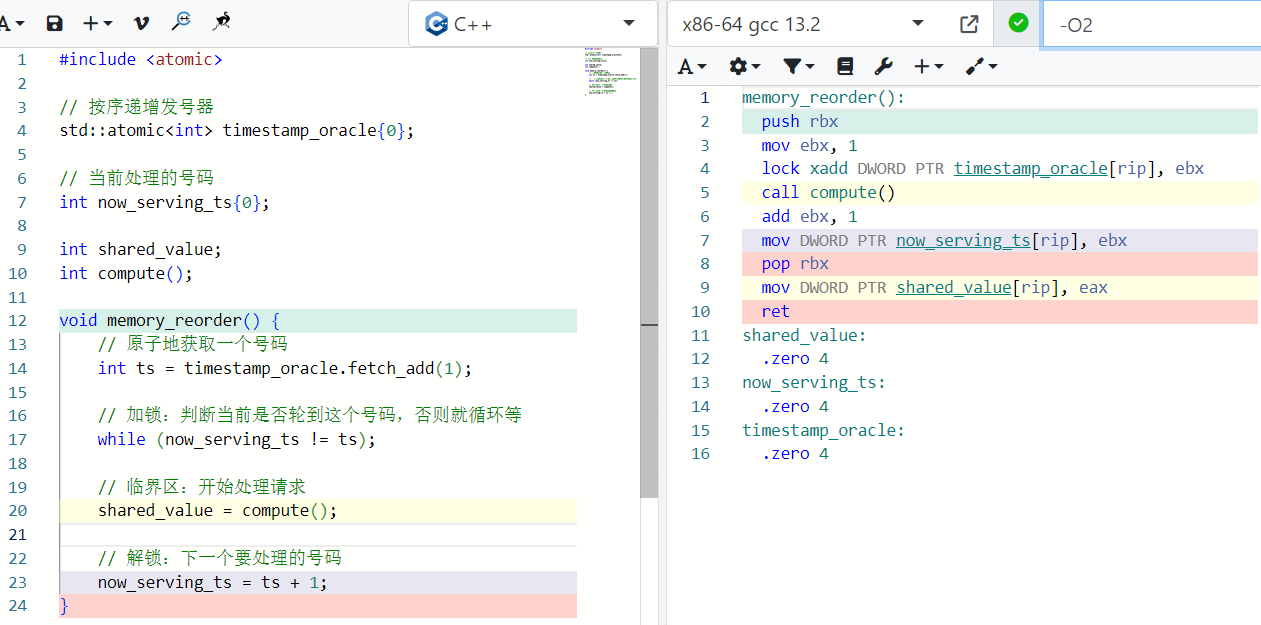 A
C++
x86-64 gcc 13.2
-O2
A
1 #include <atomic>
2
3 // 按序递增发号器
4 std::atomic<int> timestamp_oracle{0};
5
6 // 当前处理的号码
7 int now_serving_ts{0};
8
9 int shared_value;
10 int compute();
11
12 void memory_reorder() {
13 // 原子地获取一个号码
14 int ts = timestamp_oracle.fetch_add(1);
15
16 // 加锁：判断当前是否轮到这个号码，否则就循环等
17 while (now_serving_ts != ts);
18
19 // 临界区：开始处理请求
20 shared_value = compute();
21
22 // 解锁：下一个要处理的号码
23 now_serving_ts = ts + 1;
24 }
1 memory_reorder():
2 push rbx
3 mov ebx, 1
4 lock xadd DWORD PTR timestamp_oracle[rip], ebx
5 call compute()
6 add ebx, 1
7 mov DWORD PTR now_serving_ts[rip], ebx
8 pop rbx
9 mov DWORD PTR shared_value[rip], eax
10 ret
11 shared_value:
12 .zero 4
13 now_serving_ts:
14 .zero 4
15 timestamp_oracle:
16 .zero 4